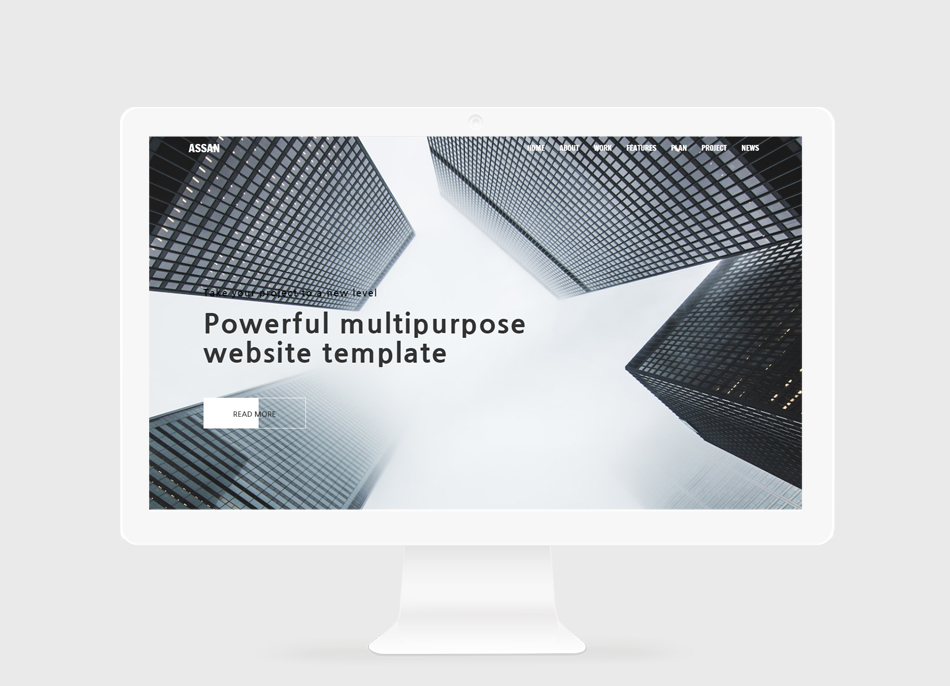 ASSAN
HOME ABOUT WORK FEATURES PLAN PROJECT NEWS
Take your project to a new level
Powerful multipurpose
website template
READ MORE